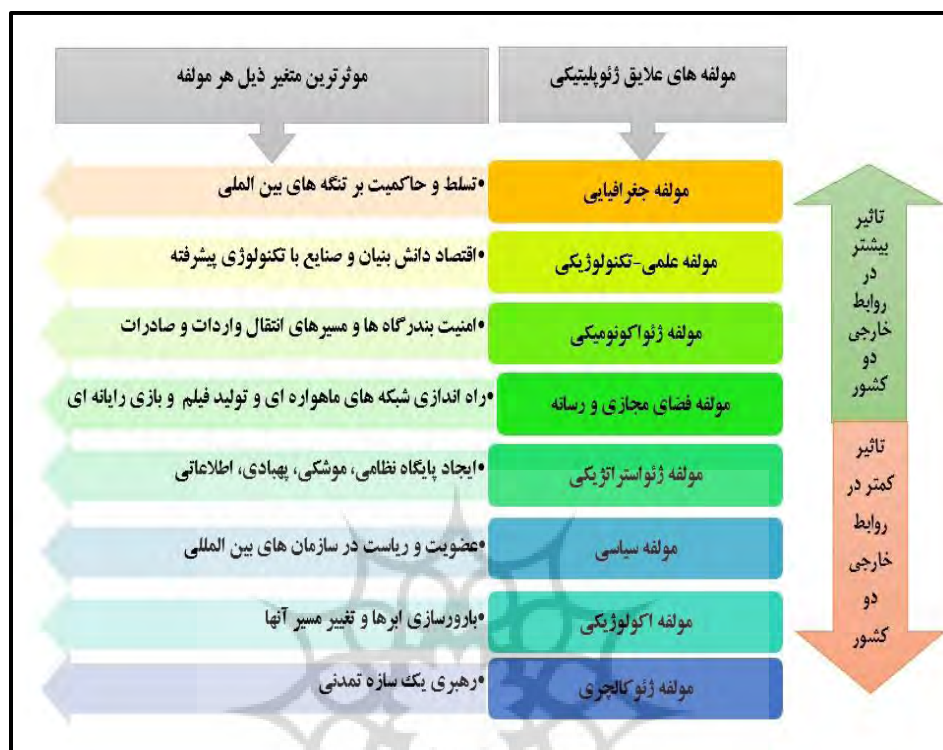 مولفه های علایق ژئوپلیتیکی
موثرترین متغیر ذیل هر مولفه
مولفه جغرافیایی
•تسلط و حاکمیت بر تنگه های بین الملی
مولفه علمی-تکنولوژیکی
•اقتصاد دانش بنیان و صنایع با تکنولوژی پیشرفته
مولفه ژئواکونومیکی
•امنیت بندرگاه ها و مسیرهای انتقال واردات و صادرات
مولفه فضای مجازی و رسانه
•راه اندازی شبکه های ماهواره ای و تولید فیلم و بازی رایانه ای
مولفه ژئواستراتژیکی
•ایجاد پایگاه نظامی، موشکی، پهبادی، اطلاعاتی
مولفه سیاسی
•عضویت و ریاست در سازمان های بین المللی
مولفه اکولوژیکی
•بارورسازی ابرها و تغییر مسیر آنها
مولفه ژئوکالچری
•رهبری یک سازه تمدنی
تاثیر
بیشتر
در
روابط
خارجی
دو
کشور
تاثیر
کمتر در
روابط
خارجی
دو
کشور